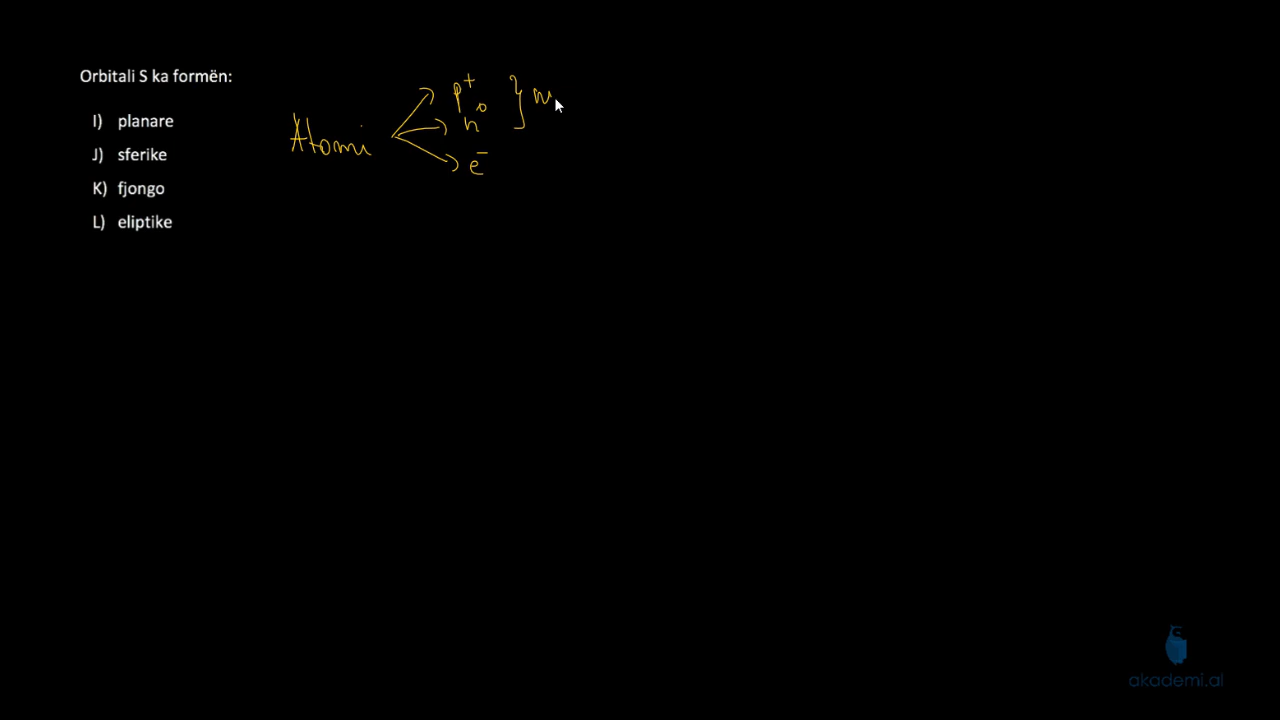 Orbitali S ka formën:
I) planare
J) sferike
K) fjongo
L) eliptike
Atomi
p+
n0
e-
akademi.al